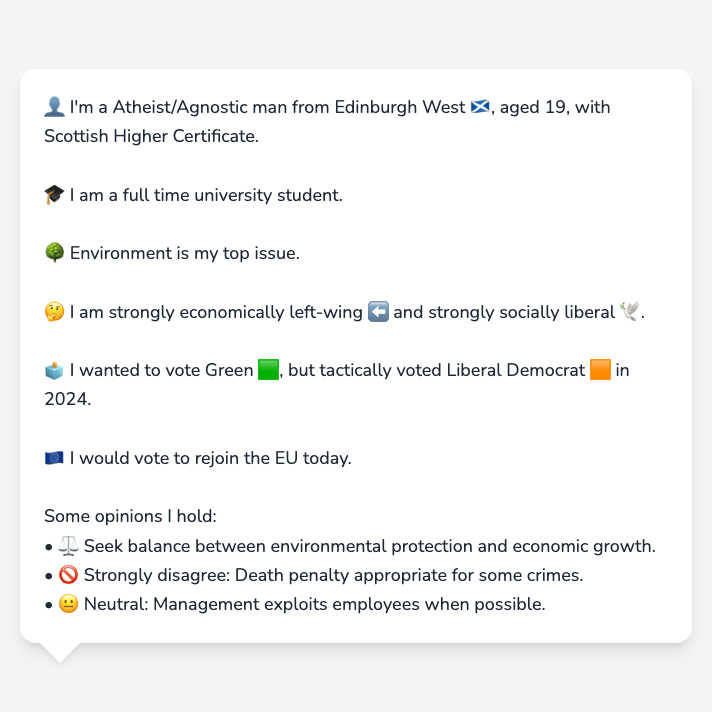 👤 I'm a Atheist/Agnostic man from Edinburgh West 🏴󠁧󠁢󠁳󠁣󠁴󠁿, aged 19, with
Scottish Higher Certificate.
🎓 I am a full time university student.
🌳 Environment is my top issue.
🤔 I am strongly economically left-wing ⬅️ and strongly socially liberal 🕊️.
🗳️ I wanted to vote Green 🟩, but tactically voted Liberal Democrat 🟧 in
2024.
🇪🇺 I would vote to rejoin the EU today.
Some opinions I hold:
• ⚖️ Seek balance between environmental protection and economic growth.
• 🚫 Strongly disagree: Death penalty appropriate for some crimes.
• 😐 Neutral: Management exploits employees when possible.